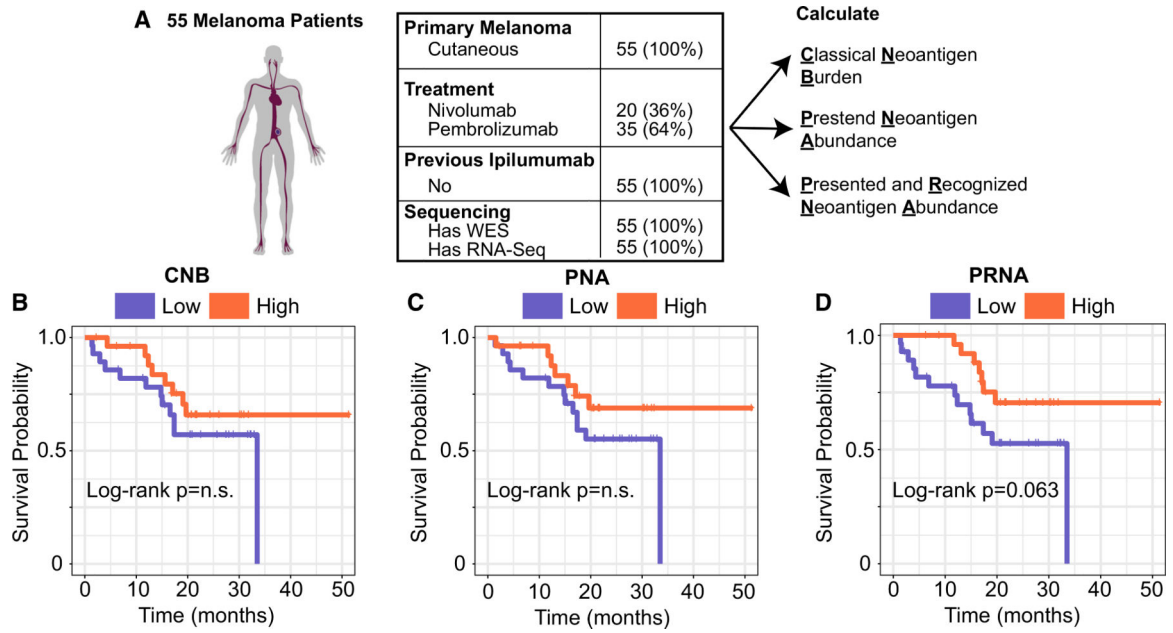 A
55 Melanoma Patients
Primary Melanoma
Cutaneous 55 (100%)
Treatment
Nivolumab 20 (36%)
Pembrolizumab 35 (64%)
Previous Ipilumumab
No 55 (100%)
Sequencing
Has WES 55 (100%)
Has RNA-Seq 55 (100%)
Calculate
Classical Neoantigen
Burden
Prestend Neoantigen
Abundance
Presented and Recognized
Neoantigen Abundance
B
CNB
Low High
Survival Probability
1.0
0.5
0
Log-rank p=n.s.
0 10 20 30 40 50
Time (months)
C
PNA
Low High
Survival Probability
1.0
0.5
0
Log-rank p=n.s.
0 10 20 30 40 50
Time (months)
D
PRNA
Low High
Survival Probability
1.0
0.5
0
Log-rank p=0.063
0 10 20 30 40 50
Time (months)